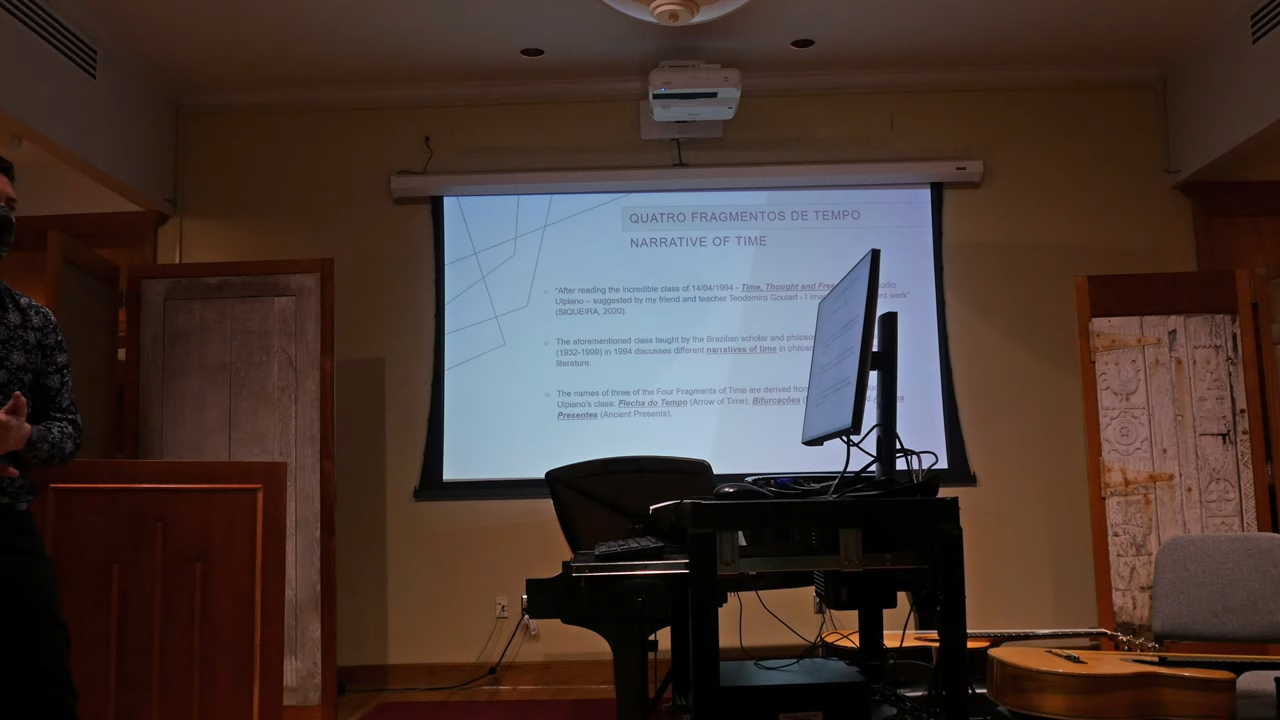 QUATRO FRAGMENTOS DE TEMPO
NARRATIVE OF TIME
"After reading the incredible class of 14/04/1994 - Time, Thought and
Ulpiano – suggested by my friend and teacher Teodomiro Goulart - I work"
(SIQUEIRA, 2020).
The aforementioned class taught by the Brazilian scholar and
(1932-1999) in 1994 discusses different narratives of time in
literature.
The names of three of the Four Fragments of Time are derived
Ulpiano's class: Flecha do Tempo (Arrow of Time), Bifurcações
Presentes (Ancient Presents).